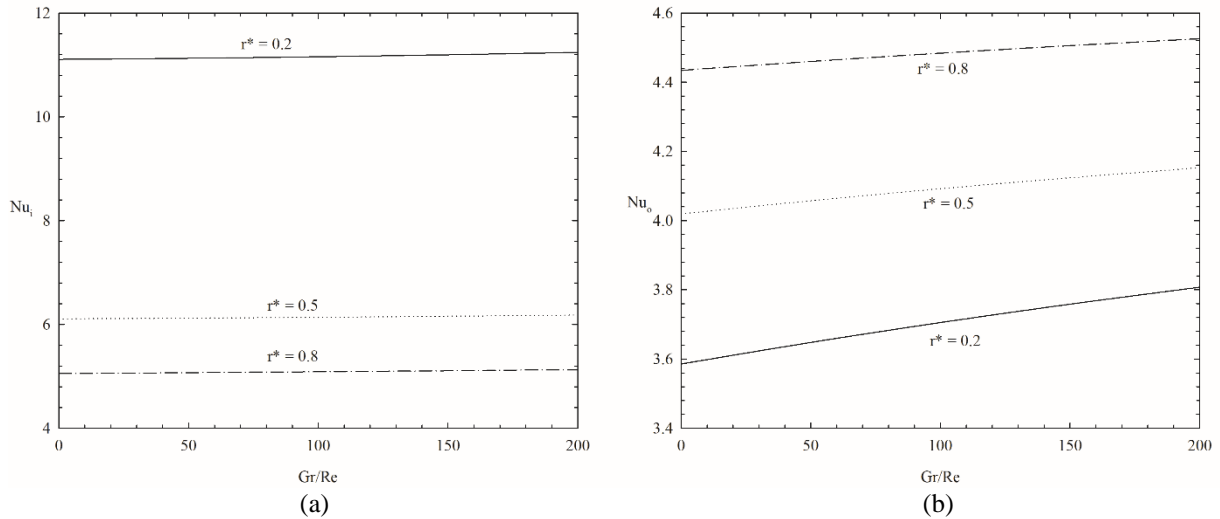 12
r* = 0.2
10
8
Nuᵢ
r* = 0.5
6
r* = 0.8
4
0 50 100 150 200
Gr/Re
(a)
4.6
4.4
r* = 0.8
4.2
Nuₒ
4.0
r* = 0.5
3.8
r* = 0.2
3.6
3.4
0 50 100 150 200
Gr/Re
(b)